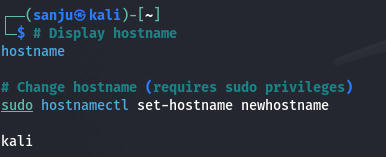 ┌──(sanju㉿kali)-[~]
└─$ # Display hostname
hostname

# Change hostname (requires sudo privileges)
sudo hostnamectl set-hostname newhostname

kali